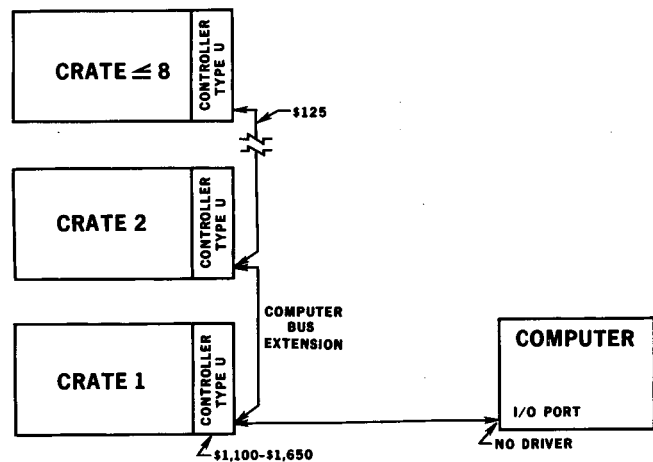 CRATE ≤ 8
CONTROLLER
TYPE U
$125
CRATE 2
CONTROLLER
TYPE U
COMPUTER
BUS
EXTENSION
CRATE 1
CONTROLLER
TYPE U
$1,100-$1,650
COMPUTER
I/O PORT
NO DRIVER